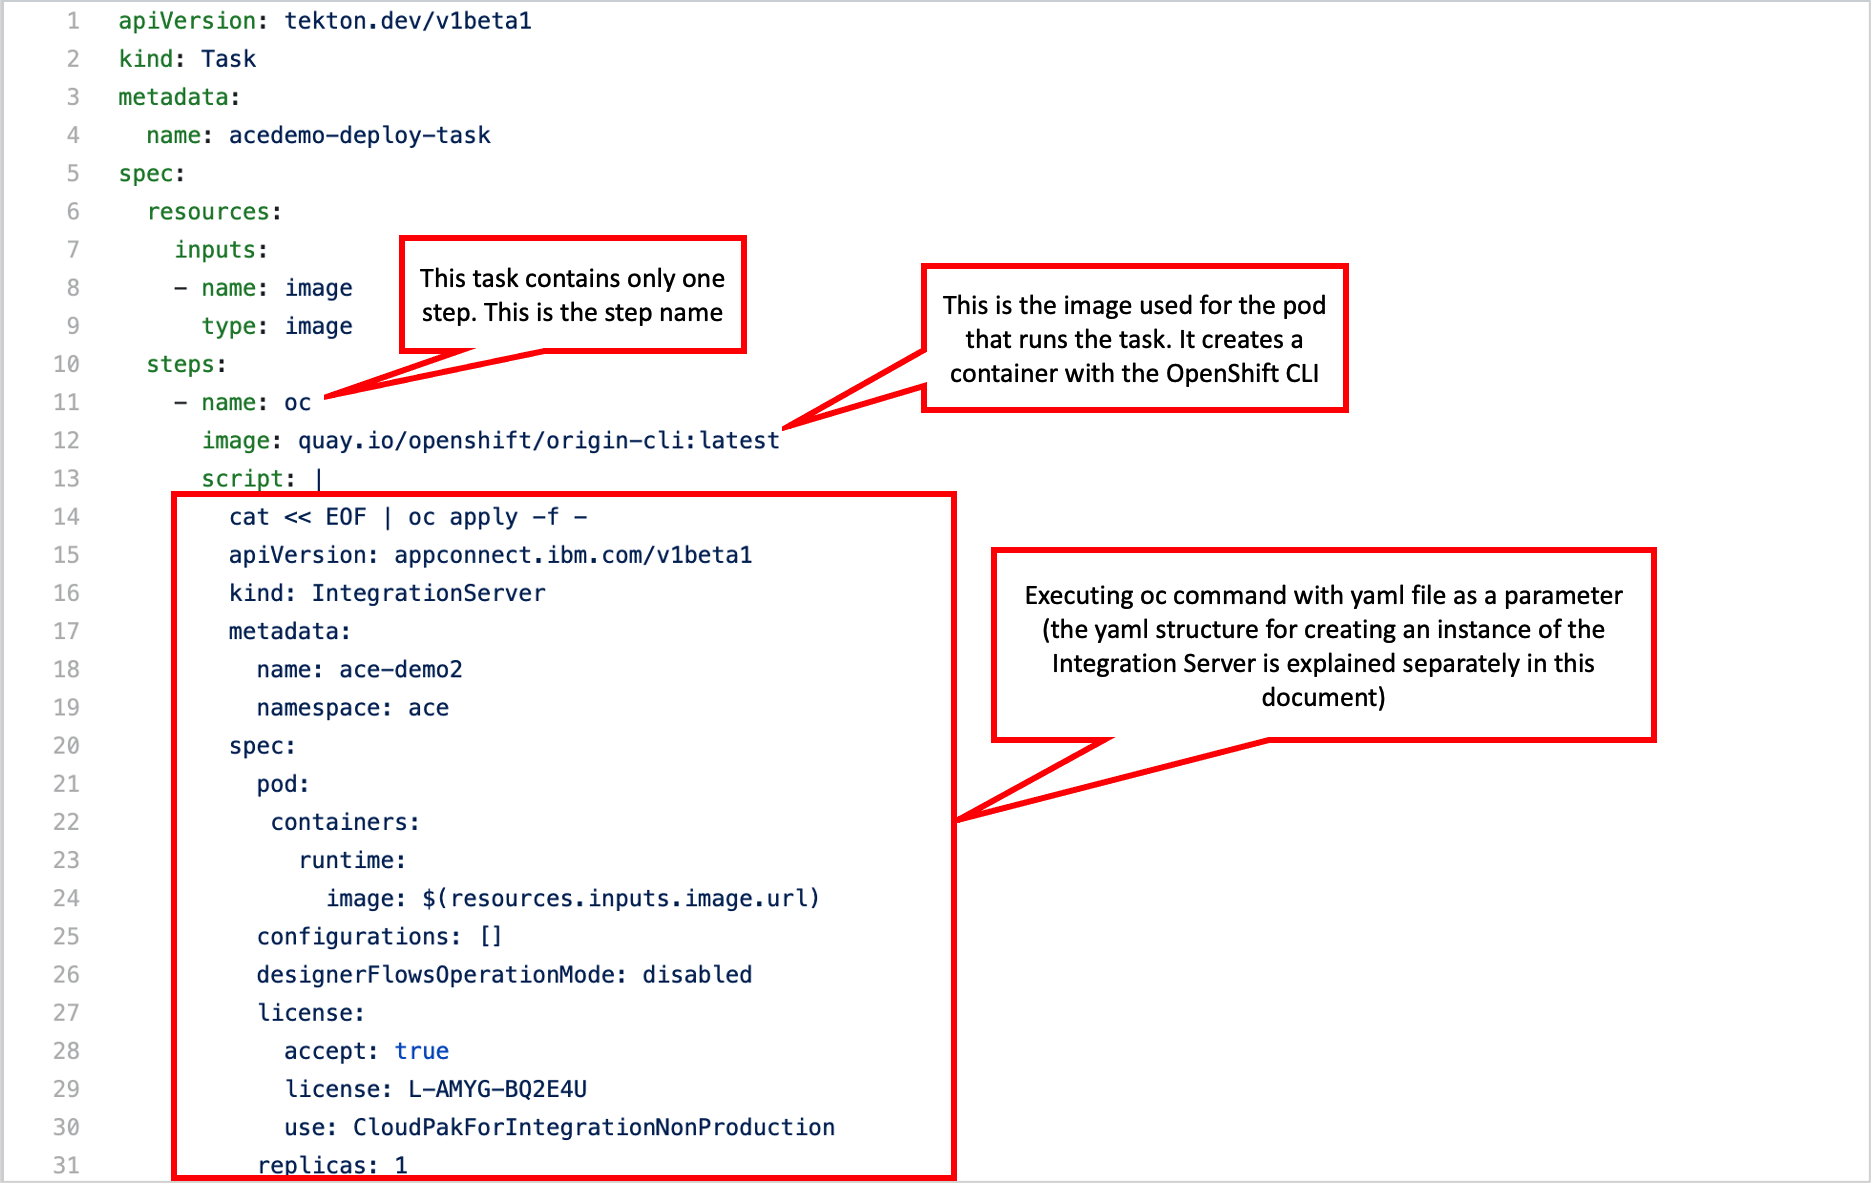 1 apiVersion: tekton.dev/v1beta1
2 kind: Task
3 metadata:
4   name: acedemo-deploy-task
5 spec:
6   resources:
7     inputs:
8     - name: image
9       type: image
10   steps:
11     - name: oc
12       image: quay.io/openshift/origin-cli:latest
13       script: |
14         cat << EOF | oc apply -f -
15         apiVersion: appconnect.ibm.com/v1beta1
16         kind: IntegrationServer
17         metadata:
18           name: ace-demo2
19           namespace: ace
20         spec:
21           pod:
22            containers:
23              runtime:
24                image: $(resources.inputs.image.url)
25           configurations: []
26           designerFlowsOperationMode: disabled
27           license:
28             accept: true
29             license: L-AMYG-BQ2E4U
30             use: CloudPakForIntegrationNonProduction
31           replicas: 1
This task contains only one
step. This is the step name
This is the image used for the pod
that runs the task. It creates a
container with the OpenShift CLI
Executing oc command with yaml file as a parameter
(the yaml structure for creating an instance of the
Integration Server is explained separately in this
document)